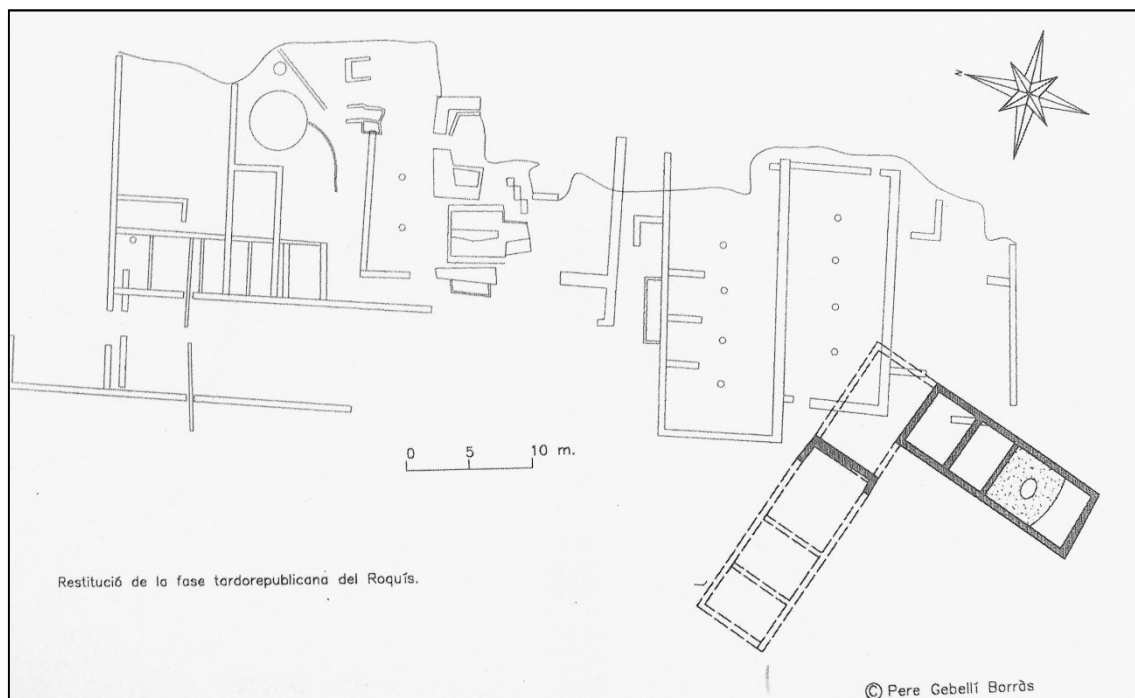 N
0 5 10 m.
Restitució de la fase tardorepublicana del Roquís.
© Pere Gebellí Borràs